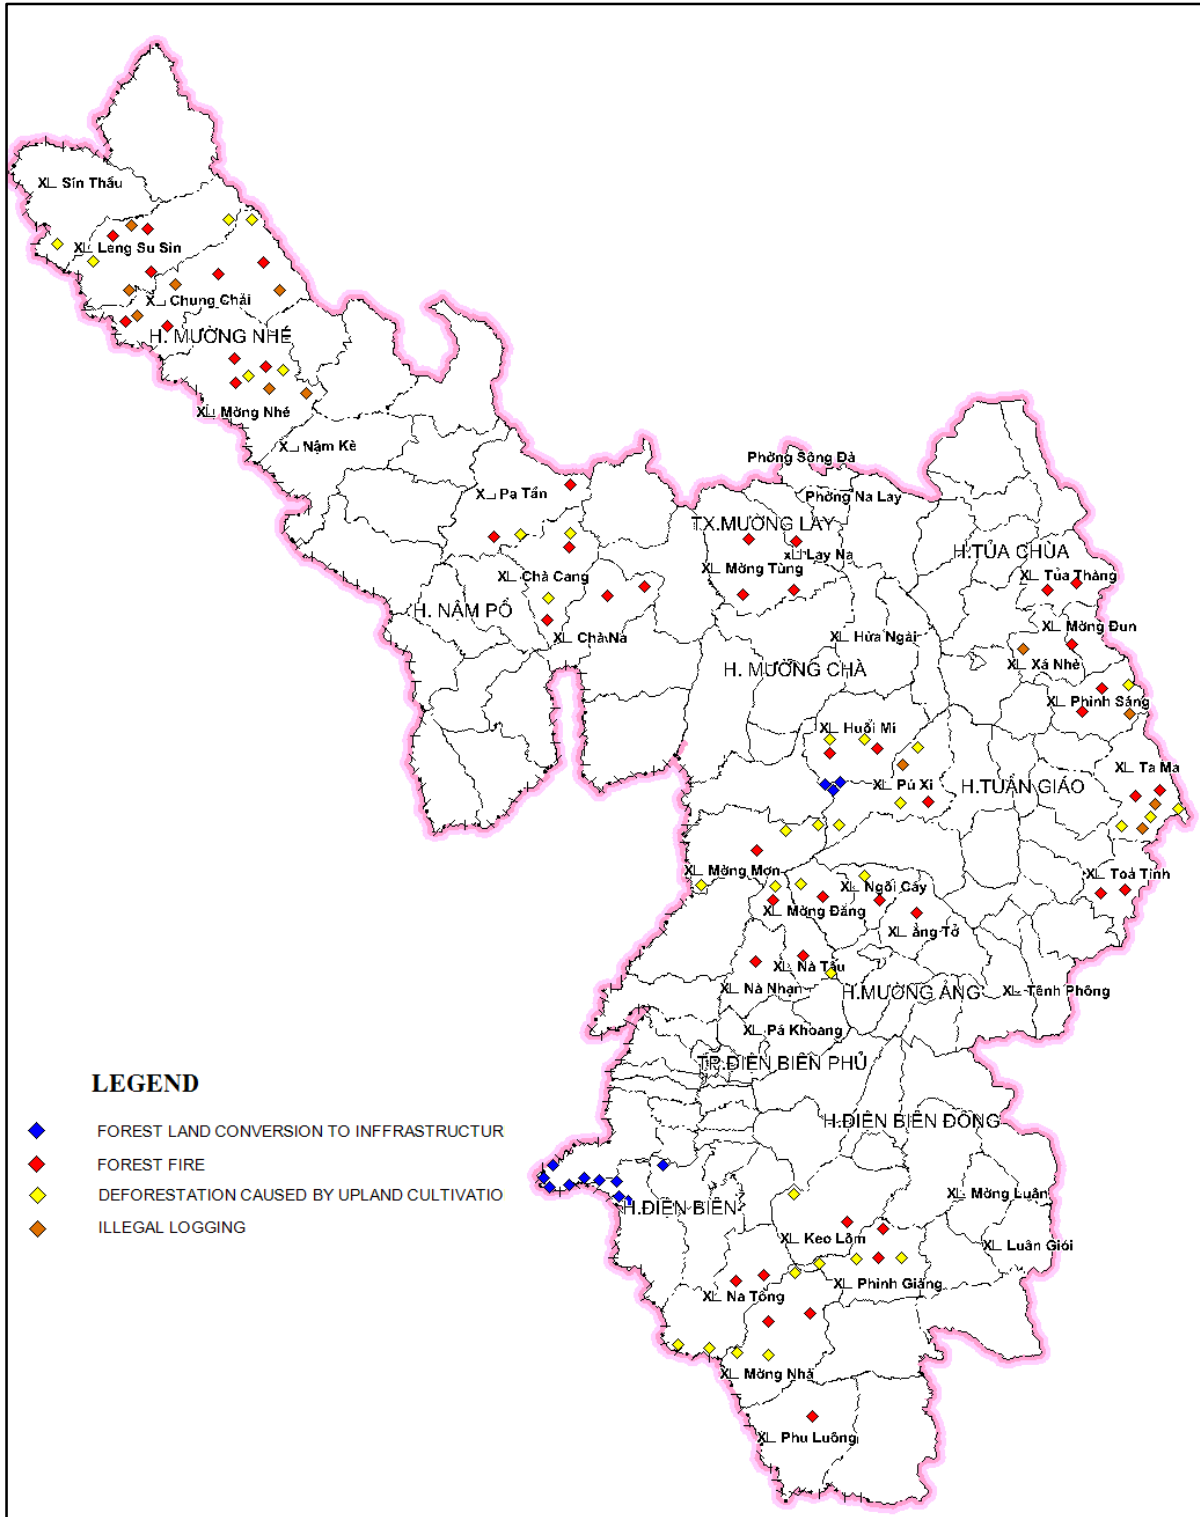 XL Sín Thầu
XL Leng Su Sin
XL Chung Chải
H. MƯỜNG NHÉ
XL Mờng Nhé
XL Nậm Kè
Phờng Sông Đà
XL Pa Tần
Phờng Na Lay
TX.MƯỜNG LAY
XL Lay Na
H.TỦA CHÙA
XL Mờng Tùng
XL Chà Cang
XL Tủa Thàng
H. NẬM PỒ
XL Mờng Đun
XL Chà Nà
XL Hừa Ngài
XL Xá Nhè
H. MƯỜNG CHÀ
XL Phình Sáng
XL Huổi Mí
XL Ta Ma
XL Pú Xi
H.TUẦN GIÁO
XL Mờng Mơn
XL Ngối Cáy
XL Toả Tình
XL Mờng Đăng
XL ẳng Tở
XL Nà Tấu
XL Nà Nhạn
H.MƯỜNG ẢNG
XL Tênh Phông
XL Pá Khoang
TP.ĐIỆN BIÊN PHỦ
LEGEND
H.ĐIỆN BIÊN ĐÔNG
FOREST LAND CONVERSION TO INFFRASTRUCTUR
FOREST FIRE
DEFORESTATION CAUSED BY UPLAND CULTIVATIO
XL Mờng Luân
H.ĐIỆN BIÊN
ILLEGAL LOGGING
XL Keo Lôm
XL Luân Giói
XL Phình Giàng
XL Na Tông
XL Mờng Nhà
XL Phu Luông